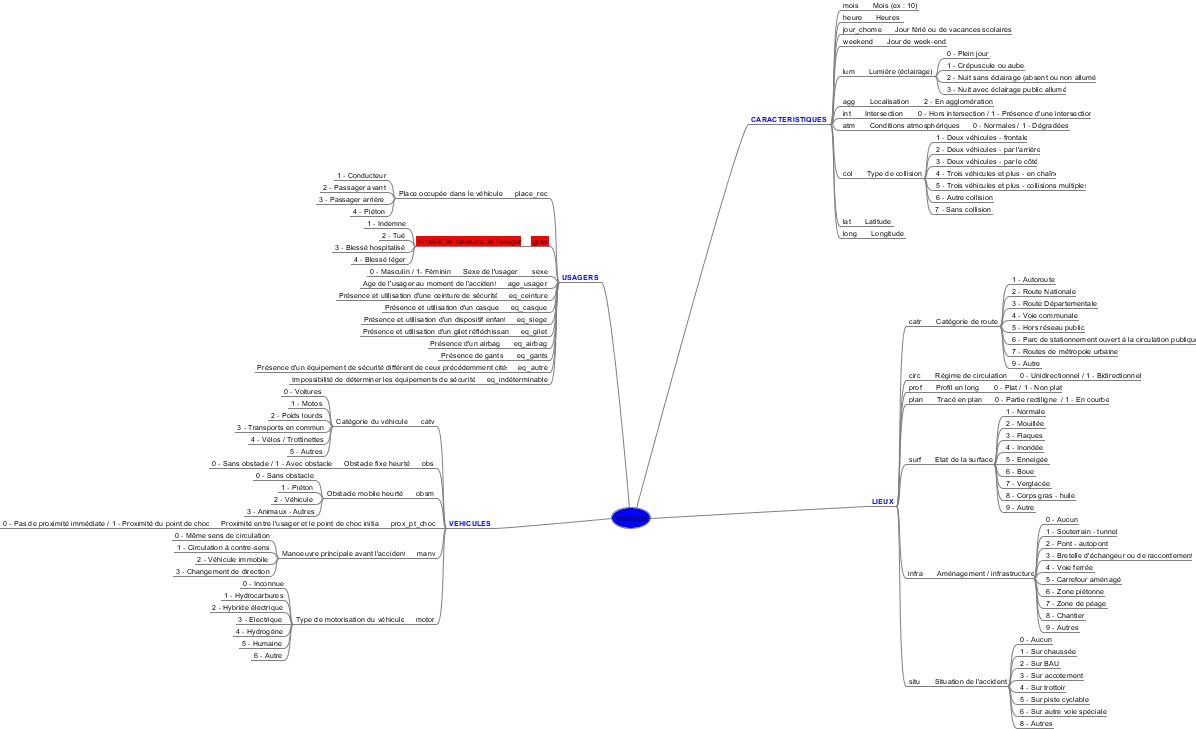 CARACTERISTIQUES
mois Mois (ex : 10)
heure Heures
jour_chome Jour férié ou de vacances scolaires
weekend Jour de week-end
lum Lumière (éclairage)
0 - Plein jour
1 - Crépuscule ou aube
2 - Nuit sans éclairage (absent ou non allumé
3 - Nuit avec éclairage public allumé
agg Localisation 2 - En agglomération
int Intersection 0 - Hors intersection / 1 - Présence d'une intersection
atm Conditions atmosphériques 0 - Normales / 1 - Dégradées
col Type de collision
1 - Deux véhicules - frontale
2 - Deux véhicules - par l'arrière
3 - Deux véhicules - par le côté
4 - Trois véhicules et plus - en chaîne
5 - Trois véhicules et plus - collisions multiples
6 - Autre collision
7 - Sans collision
lat Latitude
long Longitude
USAGERS
1 - Conducteur
2 - Passager avant
3 - Passager arrière
4 - Piéton
Place occupée dans le véhicule place_rec
1 - Indemne
2 - Tué
3 - Blessé hospitalisé
4 - Blessé léger
Gravité de blessure de l'usager grav
0 - Masculin / 1- Féminin Sexe de l'usager sexe
Age de l'usager au moment de l'accident age_usager
Présence et utilisation d'une ceinture de sécurité eq_ceinture
Présence et utilisation d'un casque eq_casque
Présence et utilisation d'un dispositif enfant eq_siege
Présence et utilisation d'un gilet réfléchissan eq_gilet
Présence d'un airbag eq_airbag
Présence de gants eq_gants
Présence d'un équipement de sécurité différent de ceux précédemment cités eq_autre
Impossibilité de déterminer les équipements de sécurité eq_indéterminable
VEHICULES
0 - Voitures
1 - Motos
2 - Poids lourds
3 - Transports en commun
4 - Vélos / Trottinettes
5 - Autres
Catégorie du véhicule catv
0 - Sans obstacle / 1 - Avec obstacle Obstacle fixe heurté obs
0 - Sans obstacle
1 - Piéton
2 - Véhicule
3 - Animaux - Autres
Obstacle mobile heurté obsm
0 - Pas de proximité immédiate / 1 - Proximité du point de choc Proximité entre l'usager et le point de choc initia prox_pt_choc
0 - Même sens de circulation
1 - Circulation à contre-sens
2 - Véhicule immobile
3 - Changement de direction
Manoeuvre principale avant l'accident manv
0 - Inconnue
1 - Hydrocarbures
2 - Hybride électrique
3 - Electrique
4 - Hydrogène
5 - Humaine
6 - Autre
Type de motorisation du véhicule motor
LIEUX
catr Catégorie de route
1 - Autoroute
2 - Route Nationale
3 - Route Départementale
4 - Voie communale
5 - Hors réseau public
6 - Parc de stationnement ouvert à la circulation publique
7 - Routes de métropole urbaine
9 - Autre
circ Régime de circulation 0 - Unidirectionnel / 1 - Bidirectionnel
prof Profil en long 0 - Plat / 1 - Non plat
plan Tracé en plan 0 - Partie rectiligne / 1 - En courbe
surf Etat de la surface
1 - Normale
2 - Mouillée
3 - Flaques
4 - Inondée
5 - Enneigée
6 - Boue
7 - Verglacée
8 - Corps gras - huile
9 - Autre
infra Aménagement / infrastructure
0 - Aucun
1 - Souterrain - tunnel
2 - Pont - autopont
3 - Bretelle d'échangeur ou de raccordement
4 - Voie ferrée
5 - Carrefour aménagé
6 - Zone piétonne
7 - Zone de péage
8 - Chantier
9 - Autres
situ Situation de l'accident
0 - Aucun
1 - Sur chaussée
2 - Sur BAU
3 - Sur accotement
4 - Sur trottoir
5 - Sur piste cyclable
6 - Sur autre voie spéciale
8 - Autres